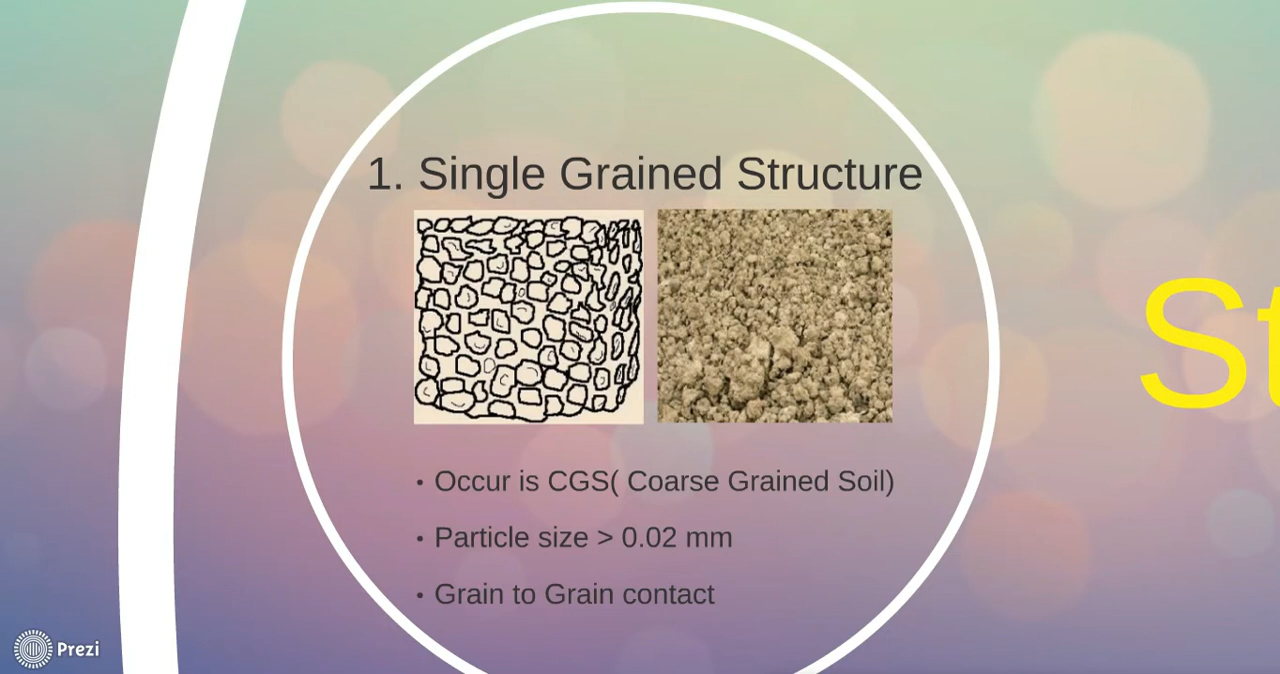 1. Single Grained Structure
• Occur is CGS( Coarse Grained Soil)
• Particle size > 0.02 mm
• Grain to Grain contact
St
Prezi